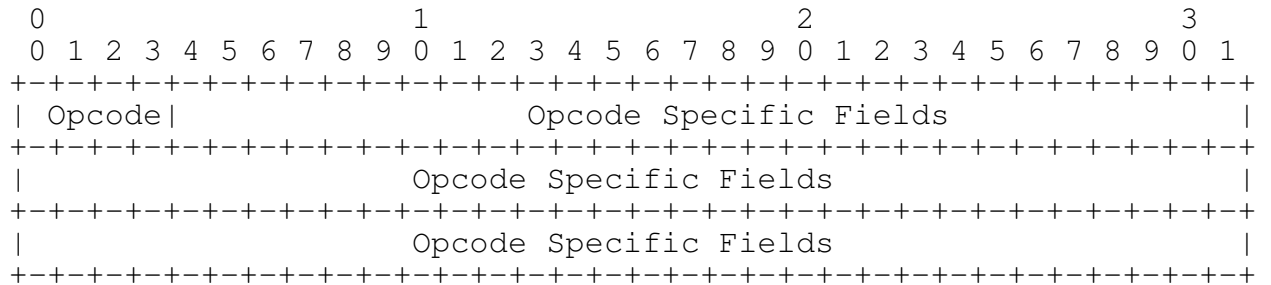 0                   1                   2                   3
 0 1 2 3 4 5 6 7 8 9 0 1 2 3 4 5 6 7 8 9 0 1 2 3 4 5 6 7 8 9 0 1
+-+-+-+-+-+-+-+-+-+-+-+-+-+-+-+-+-+-+-+-+-+-+-+-+-+-+-+-+-+-+-+-+
| Opcode|                  Opcode Specific Fields               |
+-+-+-+-+-+-+-+-+-+-+-+-+-+-+-+-+-+-+-+-+-+-+-+-+-+-+-+-+-+-+-+-+
|                    Opcode Specific Fields                     |
+-+-+-+-+-+-+-+-+-+-+-+-+-+-+-+-+-+-+-+-+-+-+-+-+-+-+-+-+-+-+-+-+
|                    Opcode Specific Fields                     |
+-+-+-+-+-+-+-+-+-+-+-+-+-+-+-+-+-+-+-+-+-+-+-+-+-+-+-+-+-+-+-+-+